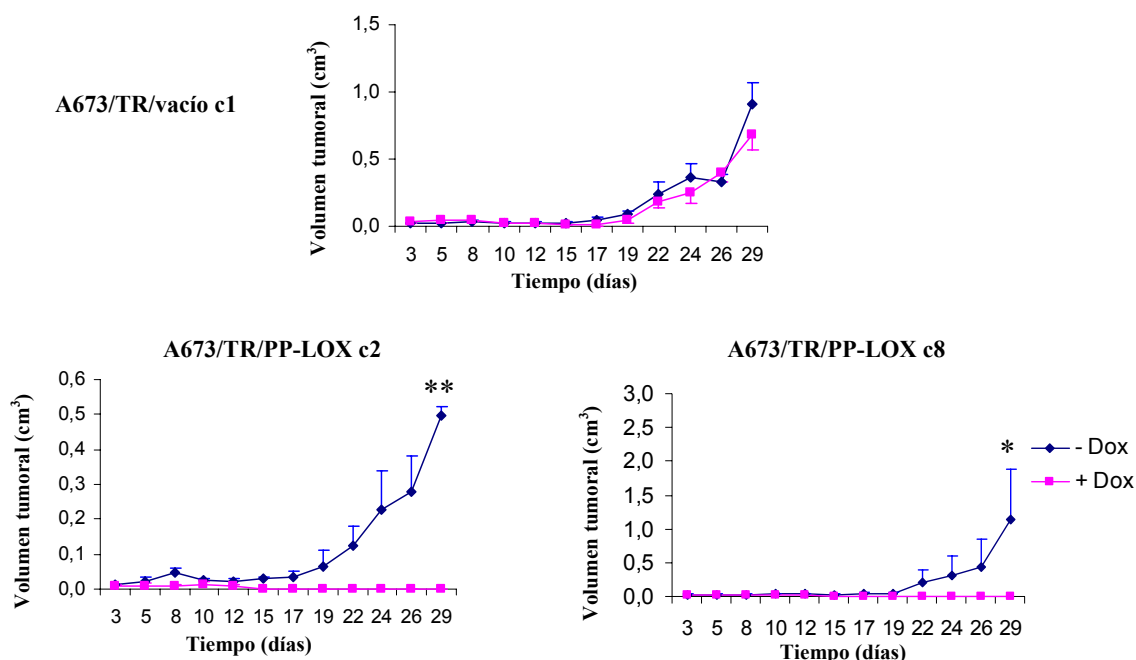 A673/TR/vacío c1
Volumen tumoral (cm³)
1,5
1,0
0,5
0,0
3 5 8 10 12 15 17 19 22 24 26 29
Tiempo (días)
A673/TR/PP-LOX c2
Volumen tumoral (cm³)
0,6
0,5
0,4
0,3
0,2
0,1
0,0
**
3 5 8 10 12 15 17 19 22 24 26 29
Tiempo (días)
A673/TR/PP-LOX c8
Volumen tumoral (cm³)
3,0
2,5
2,0
1,5
1,0
0,5
0,0
*
3 5 8 10 12 15 17 19 22 24 26 29
Tiempo (días)
- Dox
+ Dox